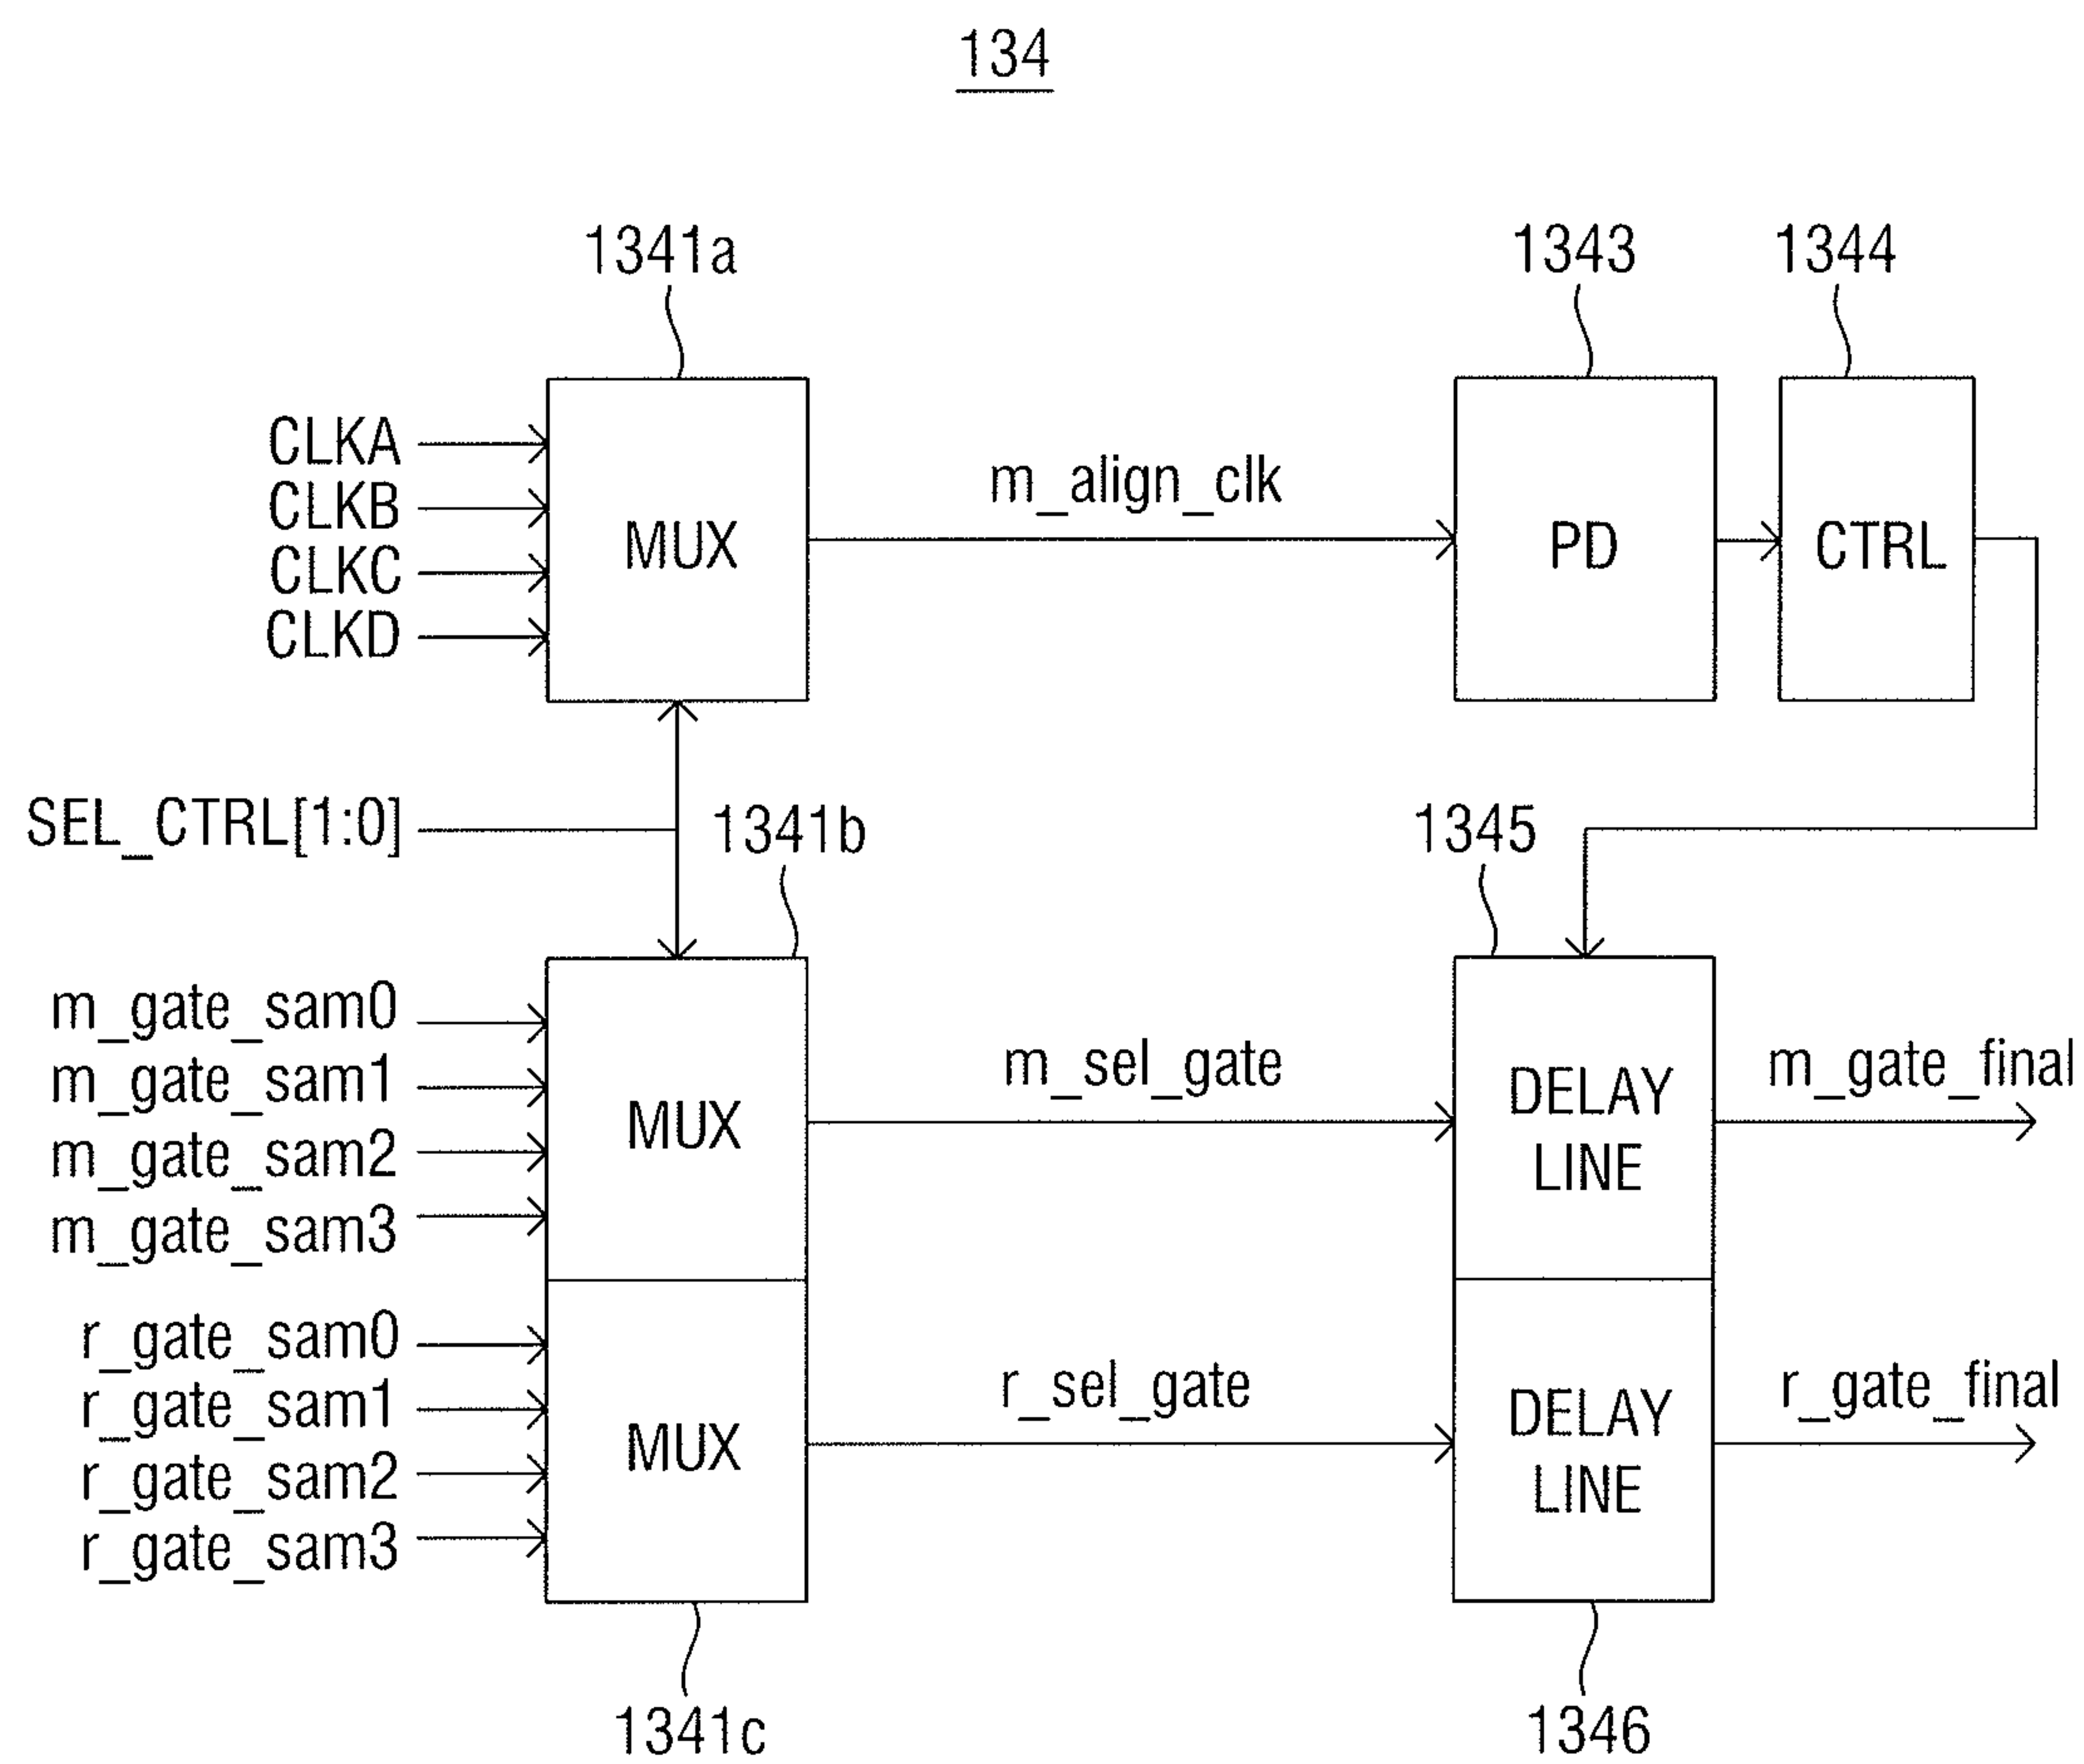 134
1341a
1343
1344
CLKA
CLKB
CLKC
CLKD
MUX
m_align_clk
PD
CTRL
SEL_CTRL[1:0]
1341b
1345
m_gate_sam0
m_gate_sam1
m_gate_sam2
m_gate_sam3
MUX
m_sel_gate
DELAY
LINE
m_gate_final
r_gate_sam0
r_gate_sam1
r_gate_sam2
r_gate_sam3
MUX
r_sel_gate
DELAY
LINE
r_gate_final
1341c
1346